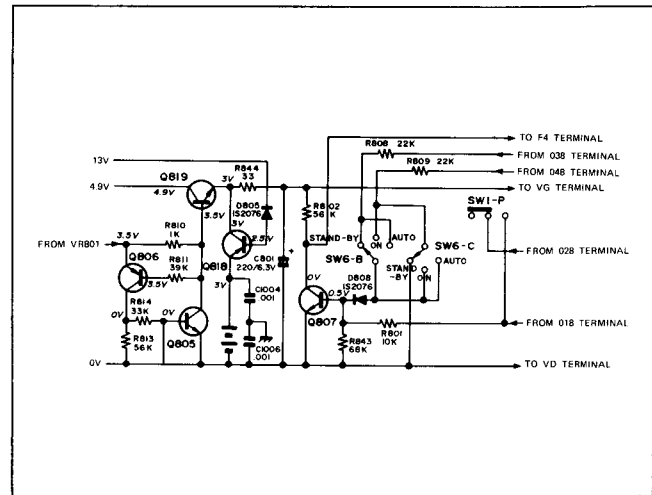 TO F4 TERMINAL
R808 22K
FROM 038 TERMINAL
13V
R844
33
R809 22K
FROM 048 TERMINAL
Q819
3V
4.9V
4.9V
TO VG TERMINAL
D805
IS2076
SW1-P
3.5V
3V
R802
56K
R810
1K
2.5V
STAND-BY
ON
AUTO
3.5V
FROM VR801
C801
220/6.3V
+
SW6-C
R811
39K
Q818
SW6-B
STAND
-BY
AUTO
FROM 028 TERMINAL
Q806
3.5V
0V
ON
3V
C1004
.001
D808
IS2076
0V
R814
33K
0V
0.5V
Q807
R801
10K
FROM 018 TERMINAL
R813
56K
Q805
C1006
.001
R843
68K
0V
TO VD TERMINAL